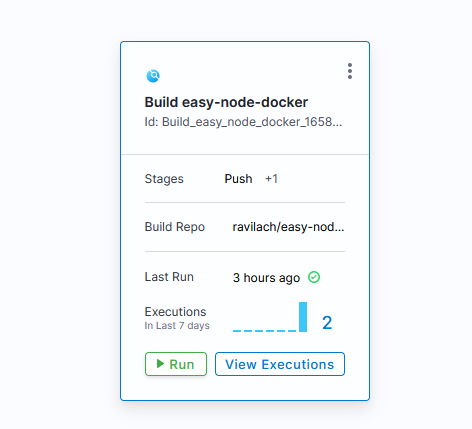 Build easy-node-docker
Id: Build_easy_node_docker_1658...
Stages Push +1
Build Repo ravilach/easy-nod...
Last Run 3 hours ago
Executions
In Last 7 days
2
Run View Executions